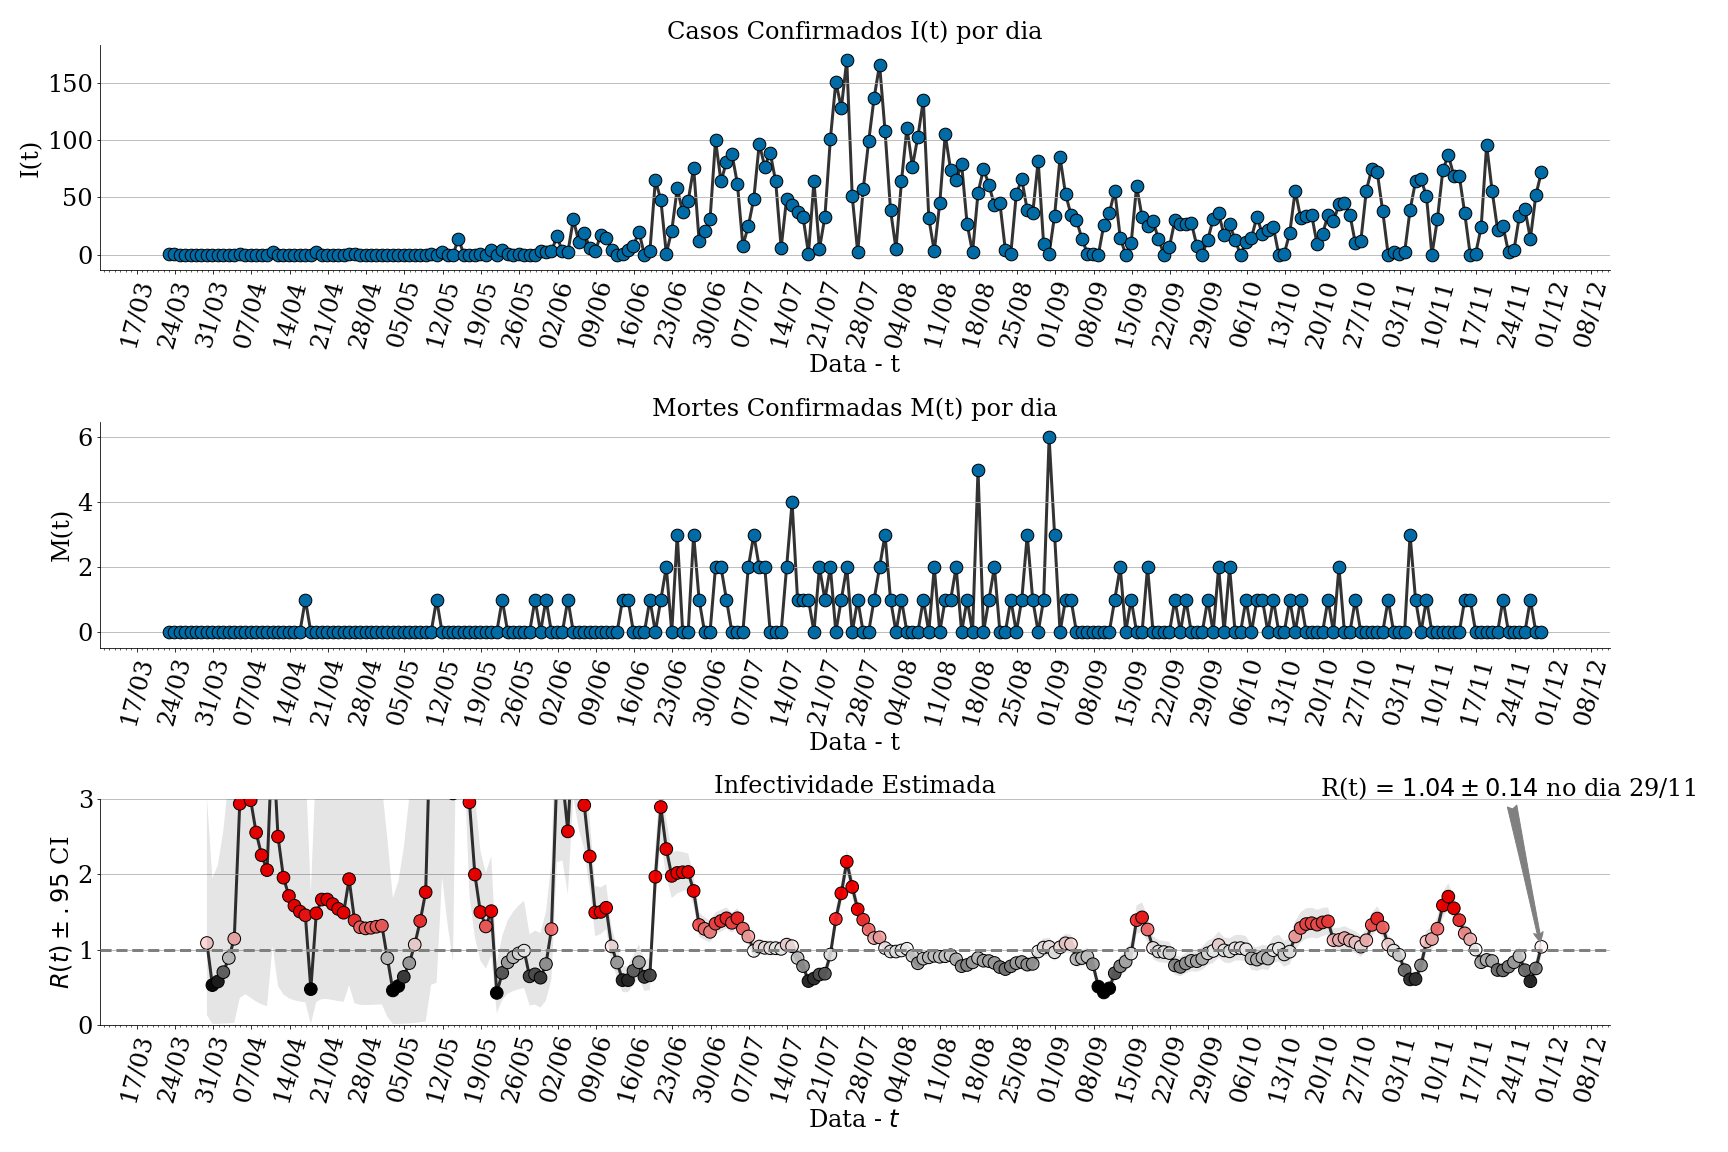 Casos Confirmados I(t) por dia
I(t)
150
100
50
0
17/03 24/03 31/03 07/04 14/04 21/04 28/04 05/05 12/05 19/05 26/05 02/06 09/06 16/06 23/06 30/06 07/07 14/07 21/07 28/07 04/08 11/08 18/08 25/08 01/09 08/09 15/09 22/09 29/09 06/10 13/10 20/10 27/10 03/11 10/11 17/11 24/11 01/12 08/12
Data - t
Mortes Confirmadas M(t) por dia
M(t)
6
4
2
0
17/03 24/03 31/03 07/04 14/04 21/04 28/04 05/05 12/05 19/05 26/05 02/06 09/06 16/06 23/06 30/06 07/07 14/07 21/07 28/07 04/08 11/08 18/08 25/08 01/09 08/09 15/09 22/09 29/09 06/10 13/10 20/10 27/10 03/11 10/11 17/11 24/11 01/12 08/12
Data - t
Infectividade Estimada
R(t) = 1.04 ± 0.14 no dia 29/11
R(t) ± .95 CI
3
2
1
0
17/03 24/03 31/03 07/04 14/04 21/04 28/04 05/05 12/05 19/05 26/05 02/06 09/06 16/06 23/06 30/06 07/07 14/07 21/07 28/07 04/08 11/08 18/08 25/08 01/09 08/09 15/09 22/09 29/09 06/10 13/10 20/10 27/10 03/11 10/11 17/11 24/11 01/12 08/12
Data - t